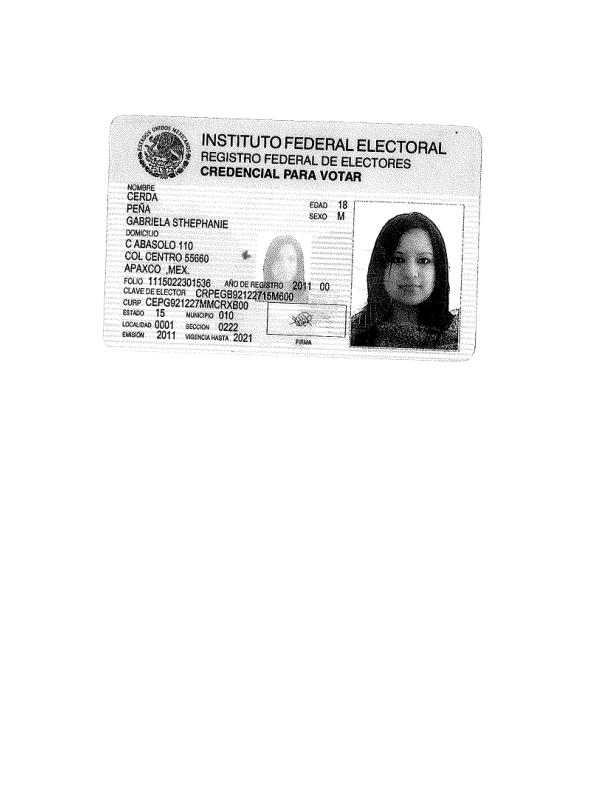 ESTADOS UNIDOS MEXICANOS
INSTITUTO FEDERAL ELECTORAL
REGISTRO FEDERAL DE ELECTORES
CREDENCIAL PARA VOTAR
NOMBRE
CERDA
PEÑA
GABRIELA STHEPHANIE
EDAD 18
SEXO M
DOMICILIO
C ABASOLO 110
COL CENTRO 55660
APAXCO ,MEX.
FOLIO 1115022301536 AÑO DE REGISTRO 2011 00
CLAVE DE ELECTOR CRPEGB92122715M600
CURP CEPG921227MMCRXB00
ESTADO 15 MUNICIPIO 010
LOCALIDAD 0001 SECCION 0222
EMISIÓN 2011 VIGENCIA HASTA 2021
FIRMA